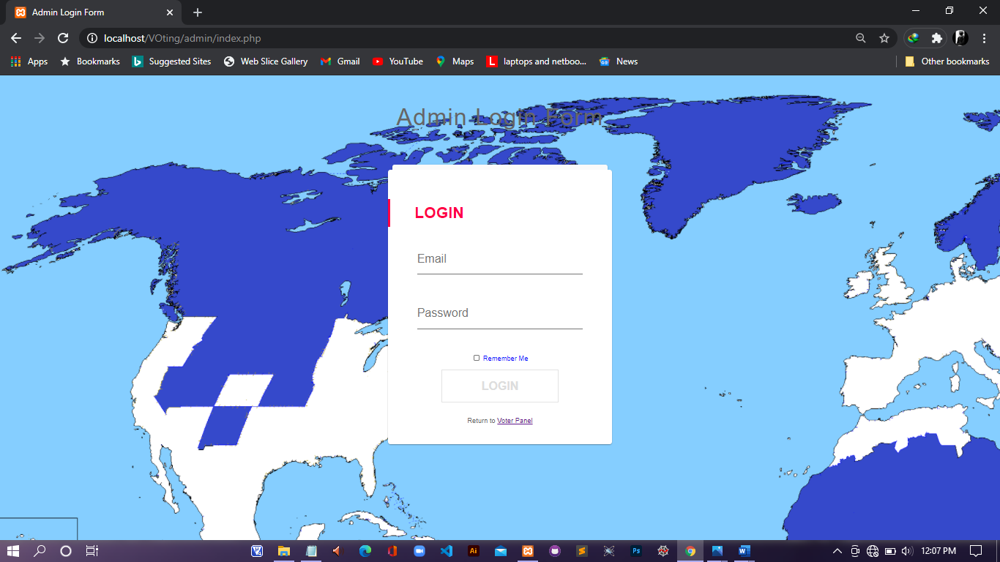 Admin Login Form
localhost/VOting/admin/index.php
Apps
Bookmarks
Suggested Sites
Web Slice Gallery
Gmail
YouTube
Maps
L
laptops and netboo...
News
Other bookmarks
Admin Login Form
LOGIN
Email
Password
Remember Me
LOGIN
Return to Voter Panel
Ai
Ps
12:07 PM